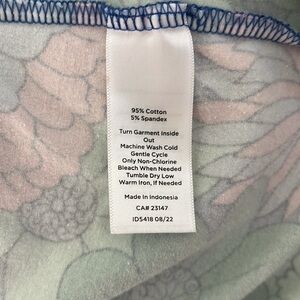 95% Cotton
5% Spandex
Turn Garment Inside
Out
Machine Wash Cold
Gentle Cycle
Only Non-Chlorine
Bleach When Needed
Tumble Dry Low
Warm Iron, if Needed
Made in Indonesia
CA# 23147
ID5418 08/22